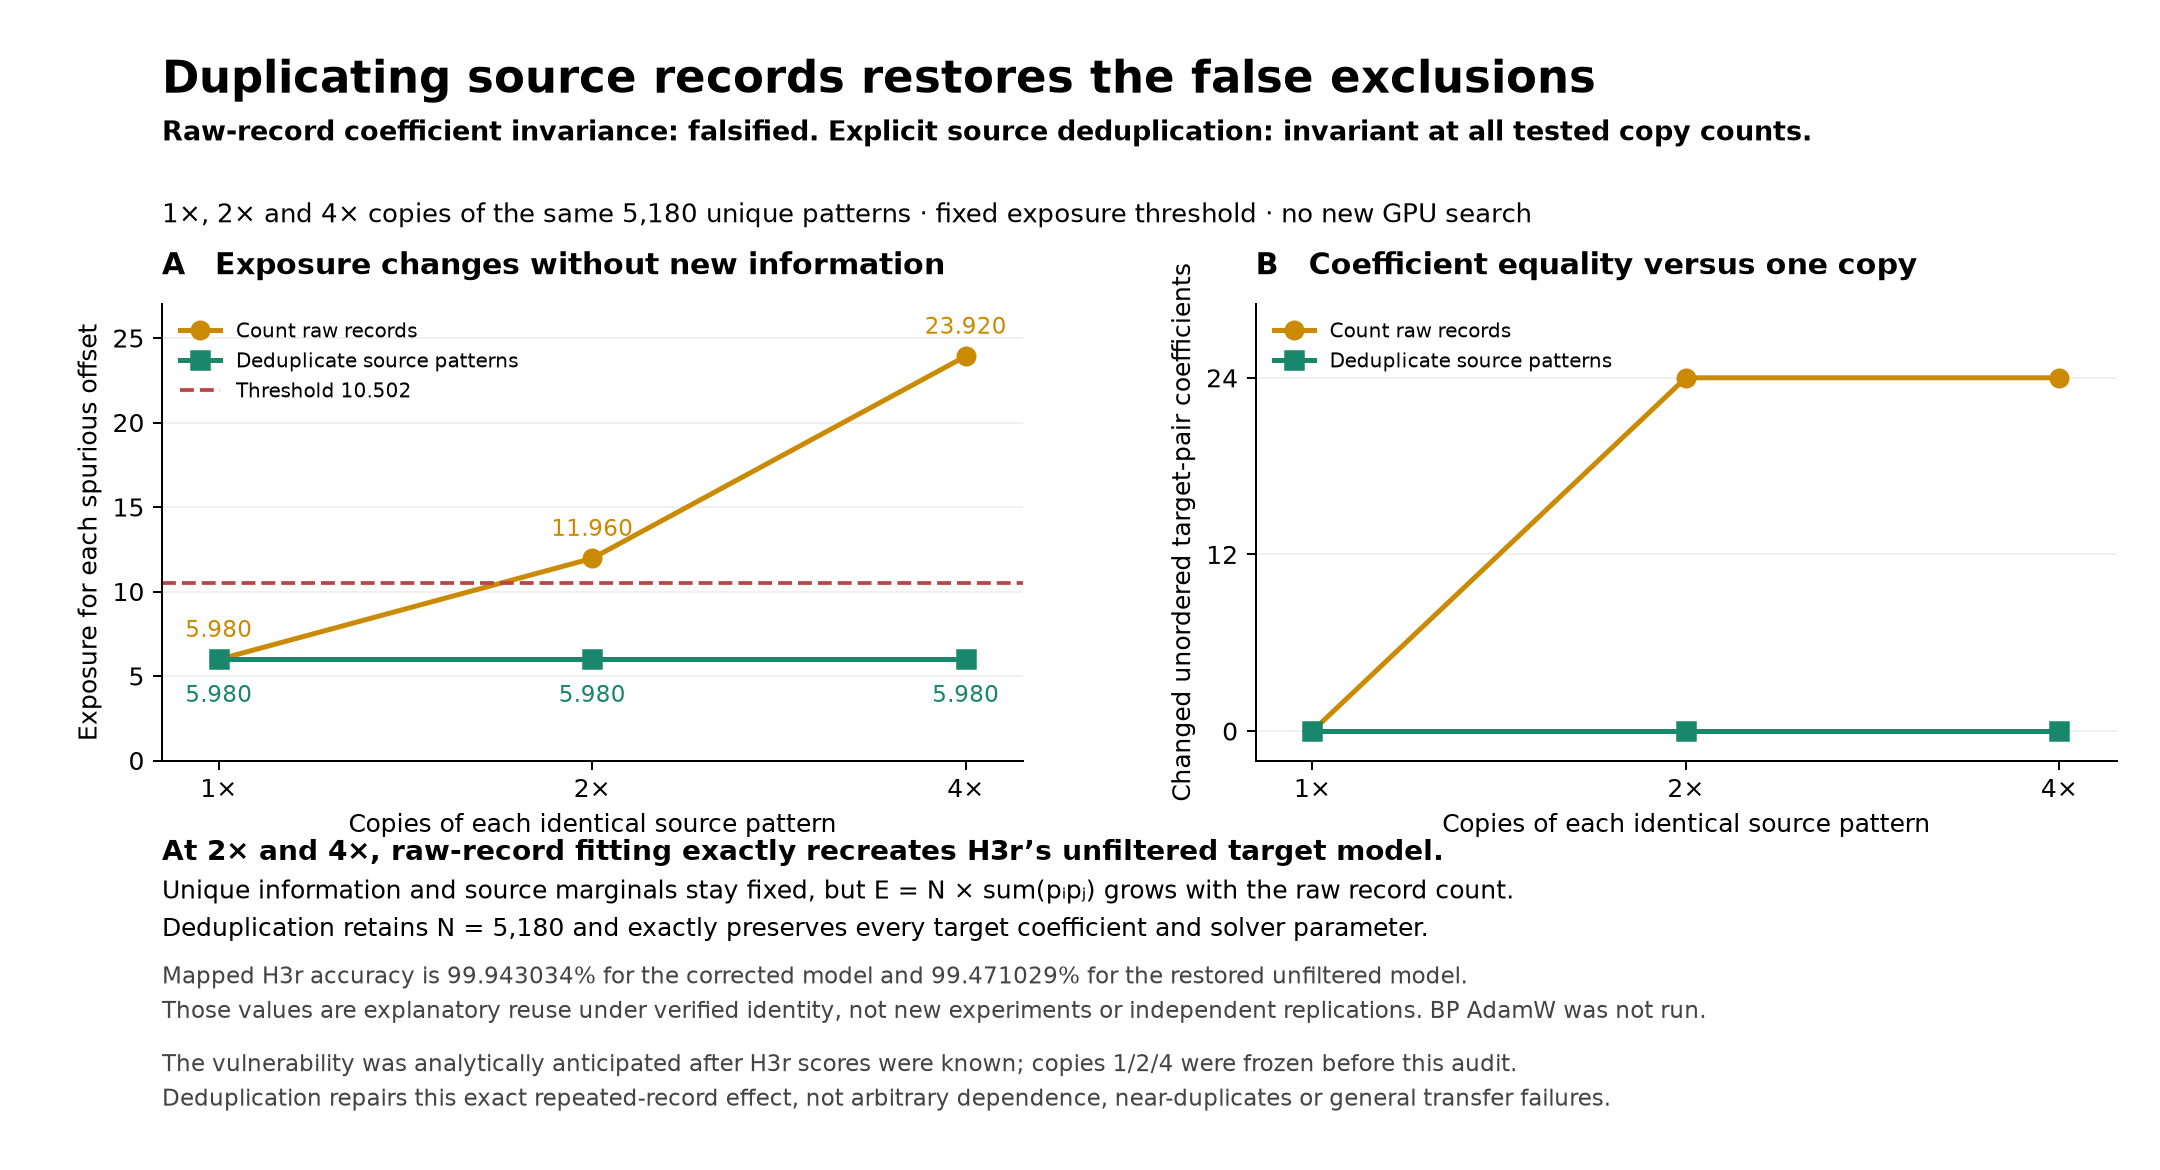 Duplicating source records restores the false exclusions
Raw-record coefficient invariance: falsified. Explicit source deduplication: invariant at all tested copy counts.
1×, 2× and 4× copies of the same 5,180 unique patterns · fixed exposure threshold · no new GPU search
A Exposure changes without new information
Exposure for each spurious offset
25
20
15
10
5
0
Count raw records
Deduplicate source patterns
Threshold 10.502
23.920
11.960
5.980
5.980
5.980
5.980
1×
2×
4×
Copies of each identical source pattern
B Coefficient equality versus one copy
Changed unordered target-pair coefficients
24
12
0
Count raw records
Deduplicate source patterns
1×
2×
4×
Copies of each identical source pattern
At 2× and 4×, raw-record fitting exactly recreates H3r’s unfiltered target model.
Unique information and source marginals stay fixed, but E = N × sum(pᵢpⱼ) grows with the raw record count.
Deduplication retains N = 5,180 and exactly preserves every target coefficient and solver parameter.
Mapped H3r accuracy is 99.943034% for the corrected model and 99.471029% for the restored unfiltered model.
Those values are explanatory reuse under verified identity, not new experiments or independent replications. BP AdamW was not run.
The vulnerability was analytically anticipated after H3r scores were known; copies 1/2/4 were frozen before this audit.
Deduplication repairs this exact repeated-record effect, not arbitrary dependence, near-duplicates or general transfer failures.